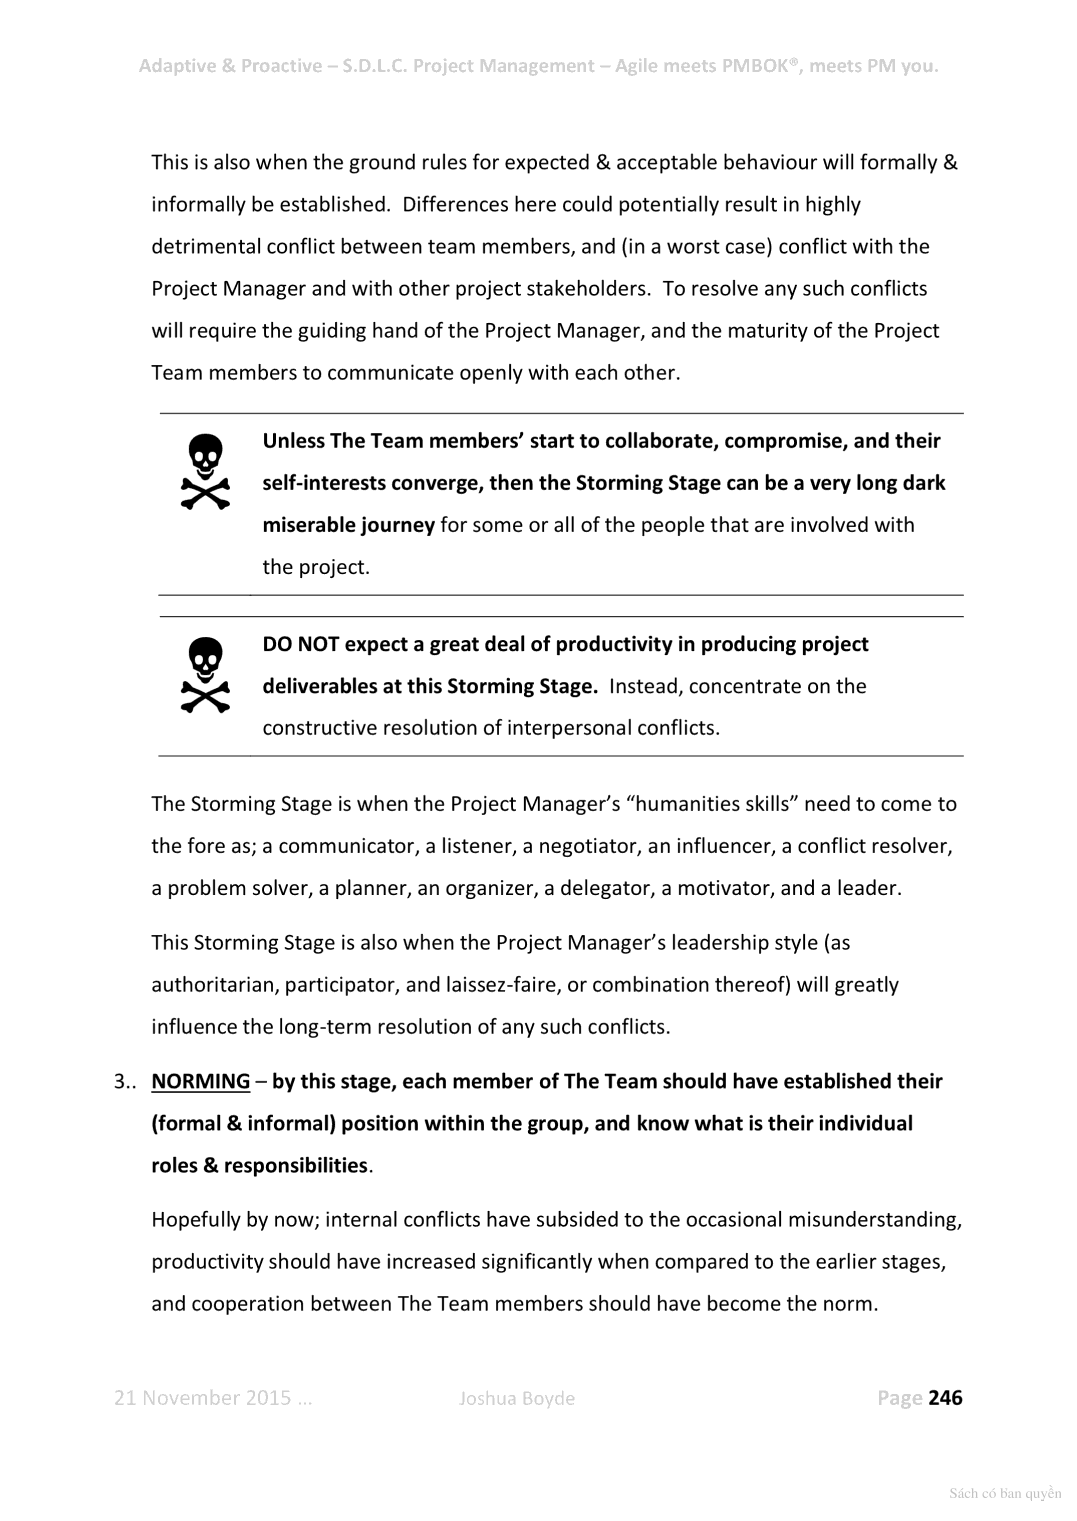 Adaptive & Proactive – S.D.L.C. Project Management – Agile meets PMBOK®, meets PM you.
This is also when the ground rules for expected & acceptable behaviour will formally &
informally be established.  Differences here could potentially result in highly
detrimental conflict between team members, and (in a worst case) conflict with the
Project Manager and with other project stakeholders.  To resolve any such conflicts
will require the guiding hand of the Project Manager, and the maturity of the Project
Team members to communicate openly with each other.
Unless The Team members’ start to collaborate, compromise, and their
self-interests converge, then the Storming Stage can be a very long dark
miserable journey for some or all of the people that are involved with
the project.
DO NOT expect a great deal of productivity in producing project
deliverables at this Storming Stage.  Instead, concentrate on the
constructive resolution of interpersonal conflicts.
The Storming Stage is when the Project Manager’s “humanities skills” need to come to
the fore as; a communicator, a listener, a negotiator, an influencer, a conflict resolver,
a problem solver, a planner, an organizer, a delegator, a motivator, and a leader.
This Storming Stage is also when the Project Manager’s leadership style (as
authoritarian, participator, and laissez-faire, or combination thereof) will greatly
influence the long-term resolution of any such conflicts.
3.. NORMING – by this stage, each member of The Team should have established their
(formal & informal) position within the group, and know what is their individual
roles & responsibilities.
Hopefully by now; internal conflicts have subsided to the occasional misunderstanding,
productivity should have increased significantly when compared to the earlier stages,
and cooperation between The Team members should have become the norm.
21 November 2015 ... Joshua Boyde Page 246
Sách có bản quyền